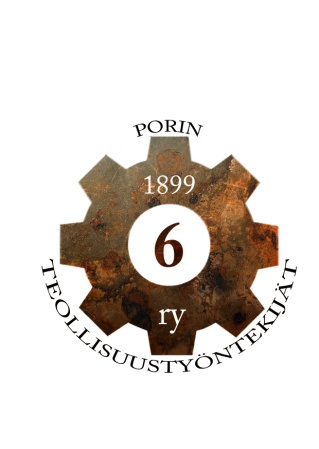 PORIN
1899
6
ry
TEOLLISUUSTYÖNTEKIJÄT